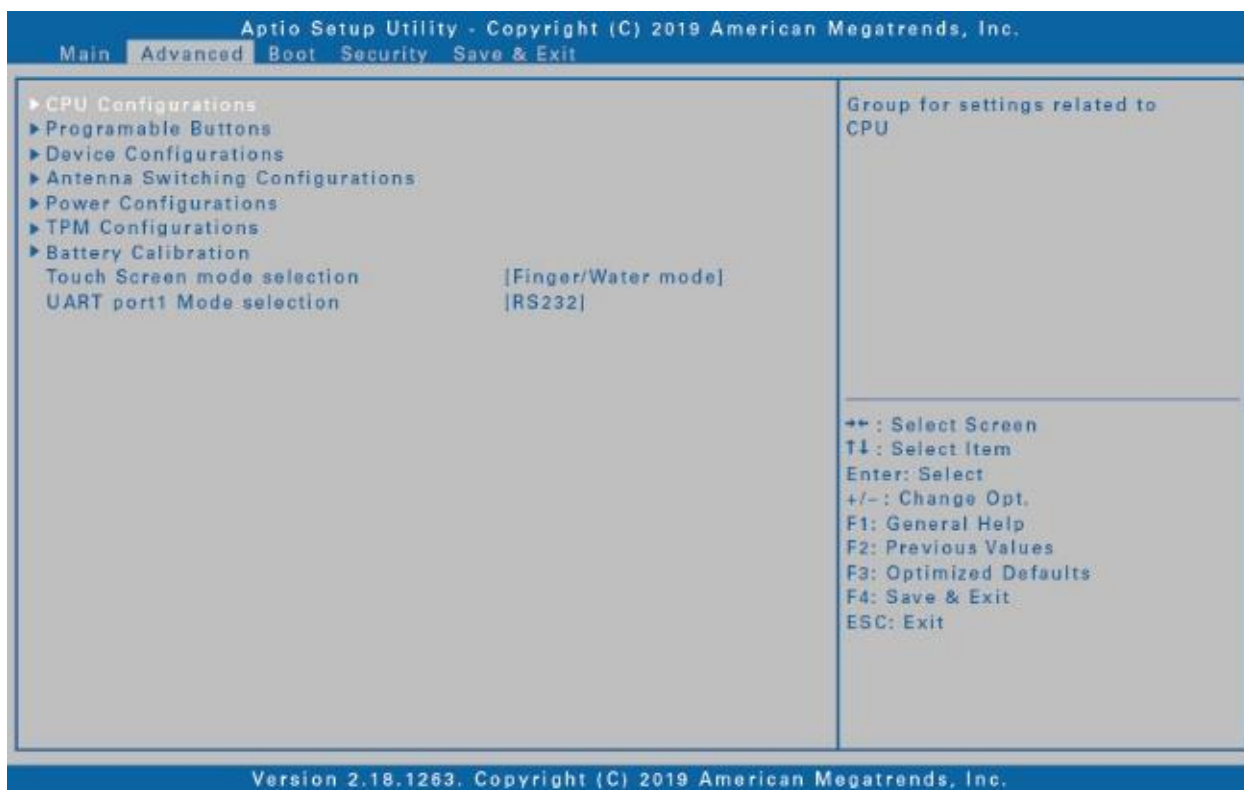 Aptio Setup Utility - Copyright (C) 2019 American Megatrends, Inc.
Main Advanced Boot Security Save & Exit
▶CPU Configurations
▶Programable Buttons
▶Device Configurations
▶Antenna Switching Configurations
▶Power Configurations
▶TPM Configurations
▶Battery Calibration
Touch Screen mode selection [Finger/Water mode]
UART port1 Mode selection [RS232]
Group for settings related to
CPU
→←: Select Screen
↑↓: Select Item
Enter: Select
+/-: Change Opt.
F1: General Help
F2: Previous Values
F3: Optimized Defaults
F4: Save & Exit
ESC: Exit
Version 2.18.1263. Copyright (C) 2019 American Megatrends, Inc.